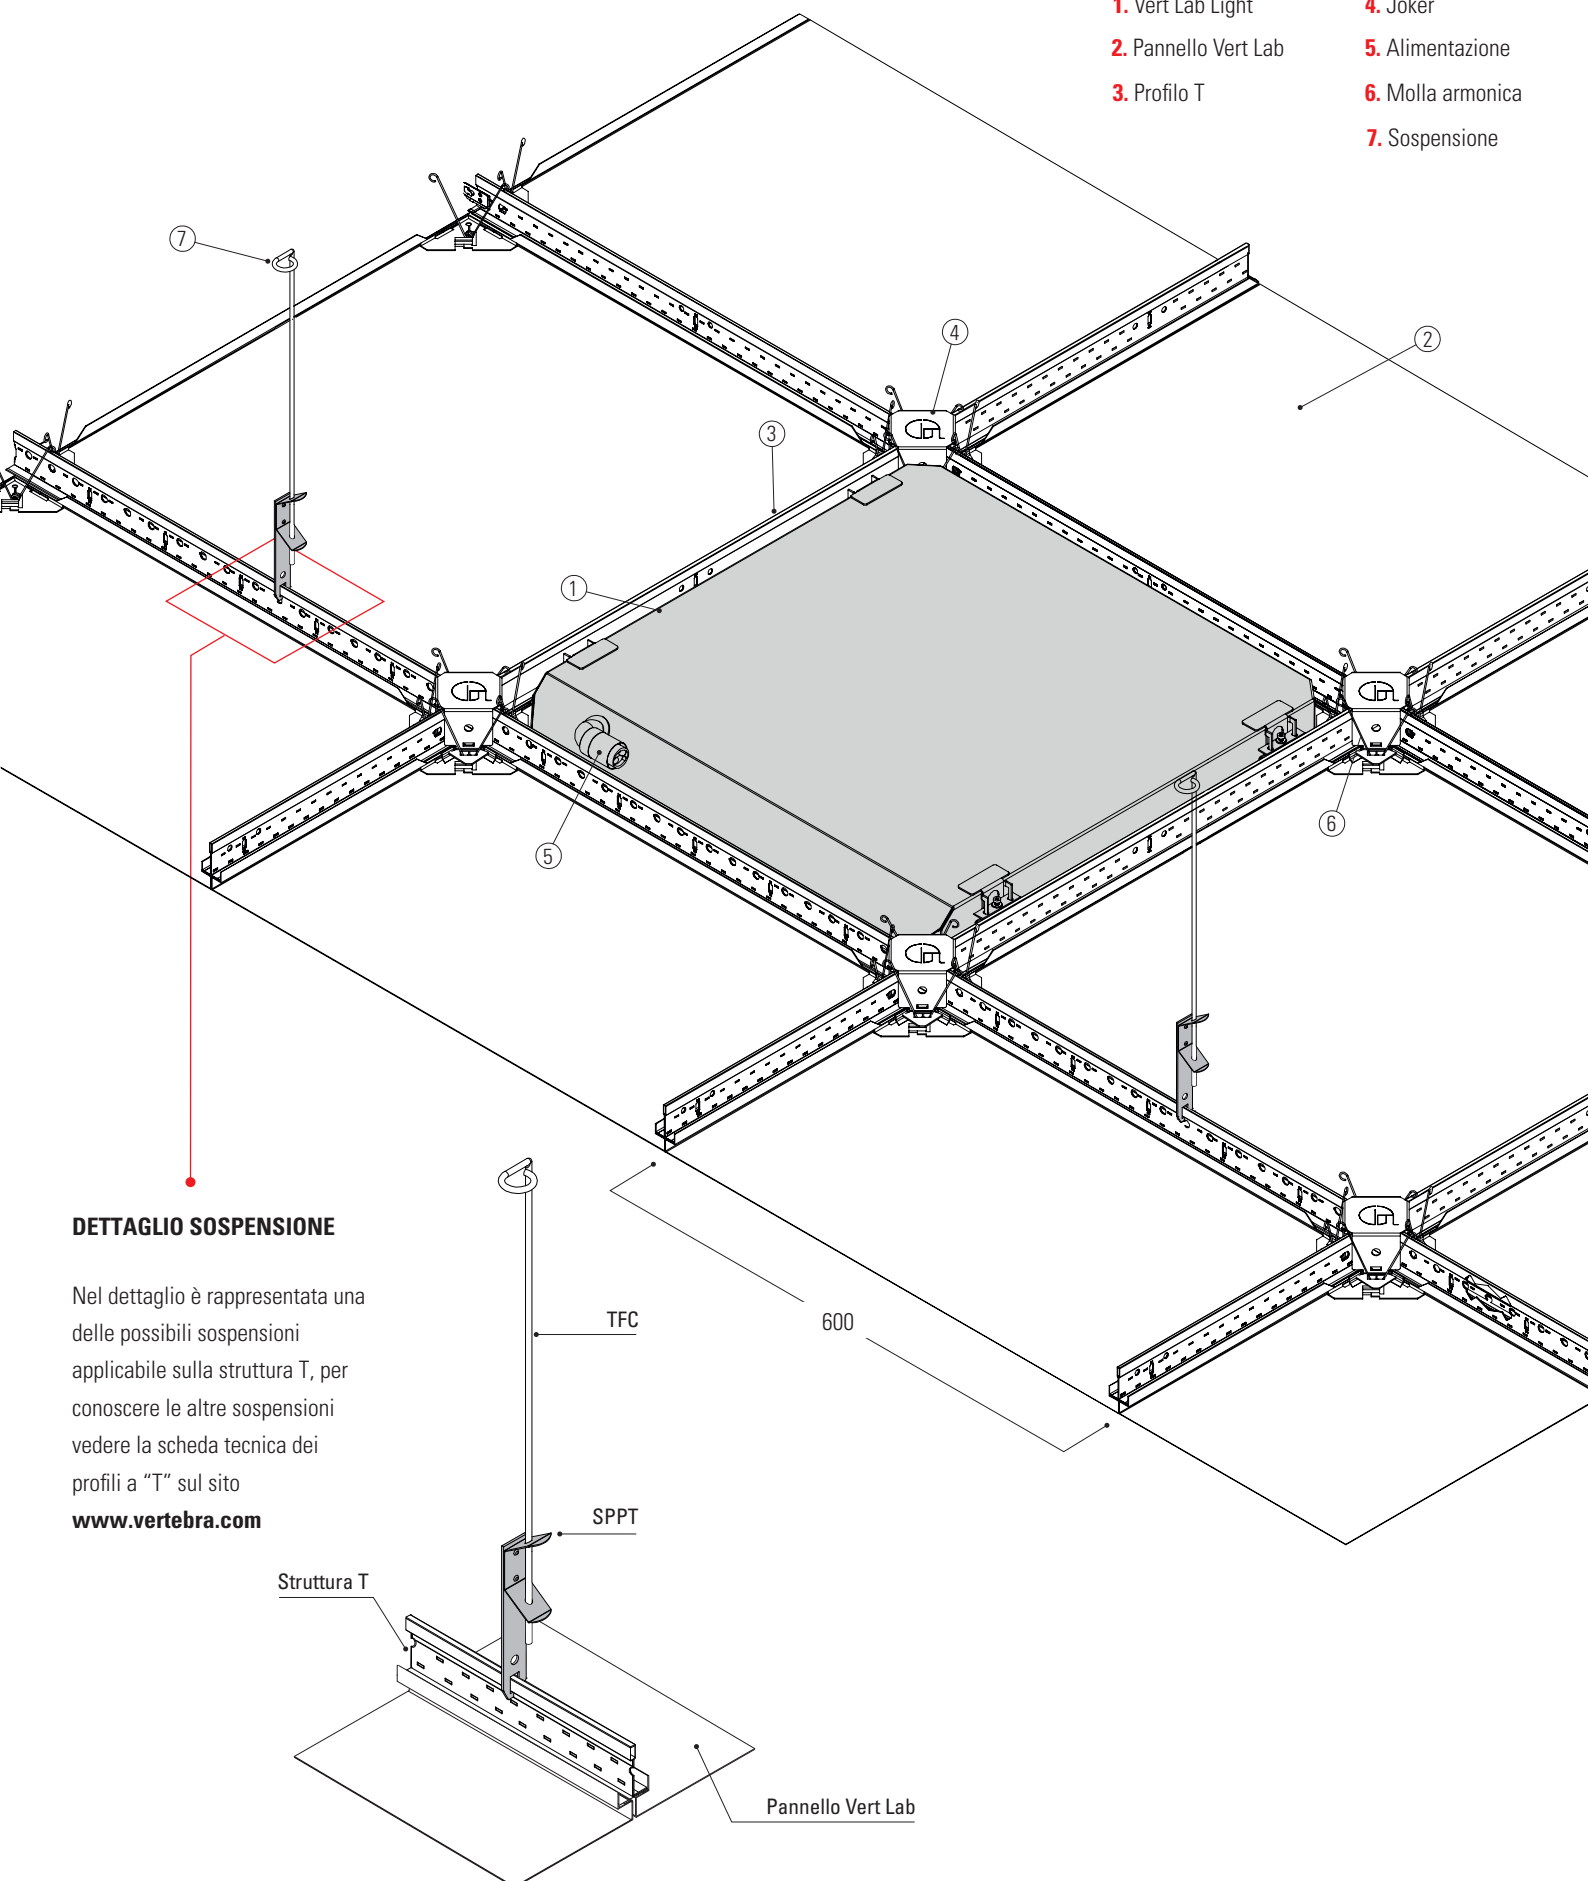 1. Vert Lab Light
2. Pannello Vert Lab
3. Profilo T
4. Joker
5. Alimentazione
6. Molla armonica
7. Sospensione
7
4
2
3
1
5
6
600
DETTAGLIO SOSPENSIONE
Nel dettaglio è rappresentata una
delle possibili sospensioni
applicabile sulla struttura T, per
conoscere le altre sospensioni
vedere la scheda tecnica dei
profili a “T” sul sito
www.vertebra.com
TFC
SPPT
Struttura T
Pannello Vert Lab